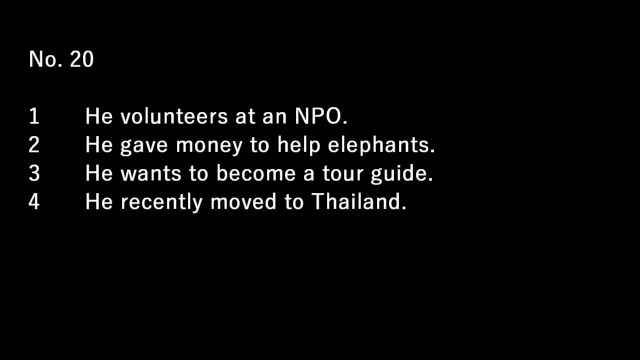 No. 20
1 He volunteers at an NPO.
2 He gave money to help elephants.
3 He wants to become a tour guide.
4 He recently moved to Thailand.